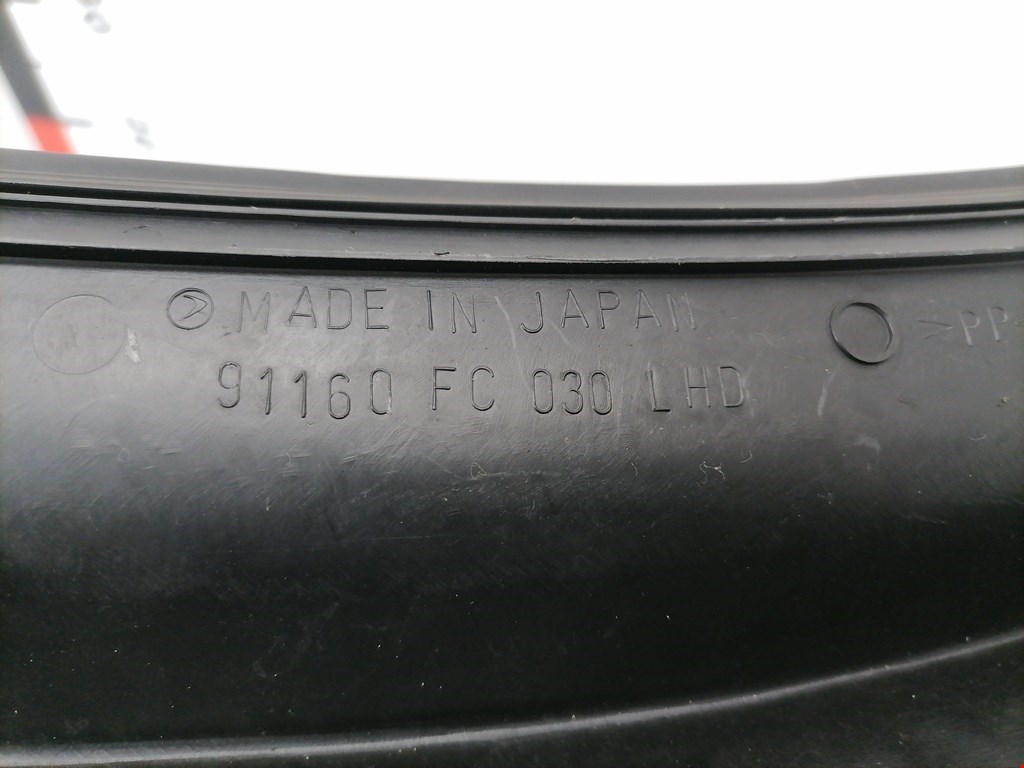 MADE IN JAPAN
>PP
91160 FC 030 LHD